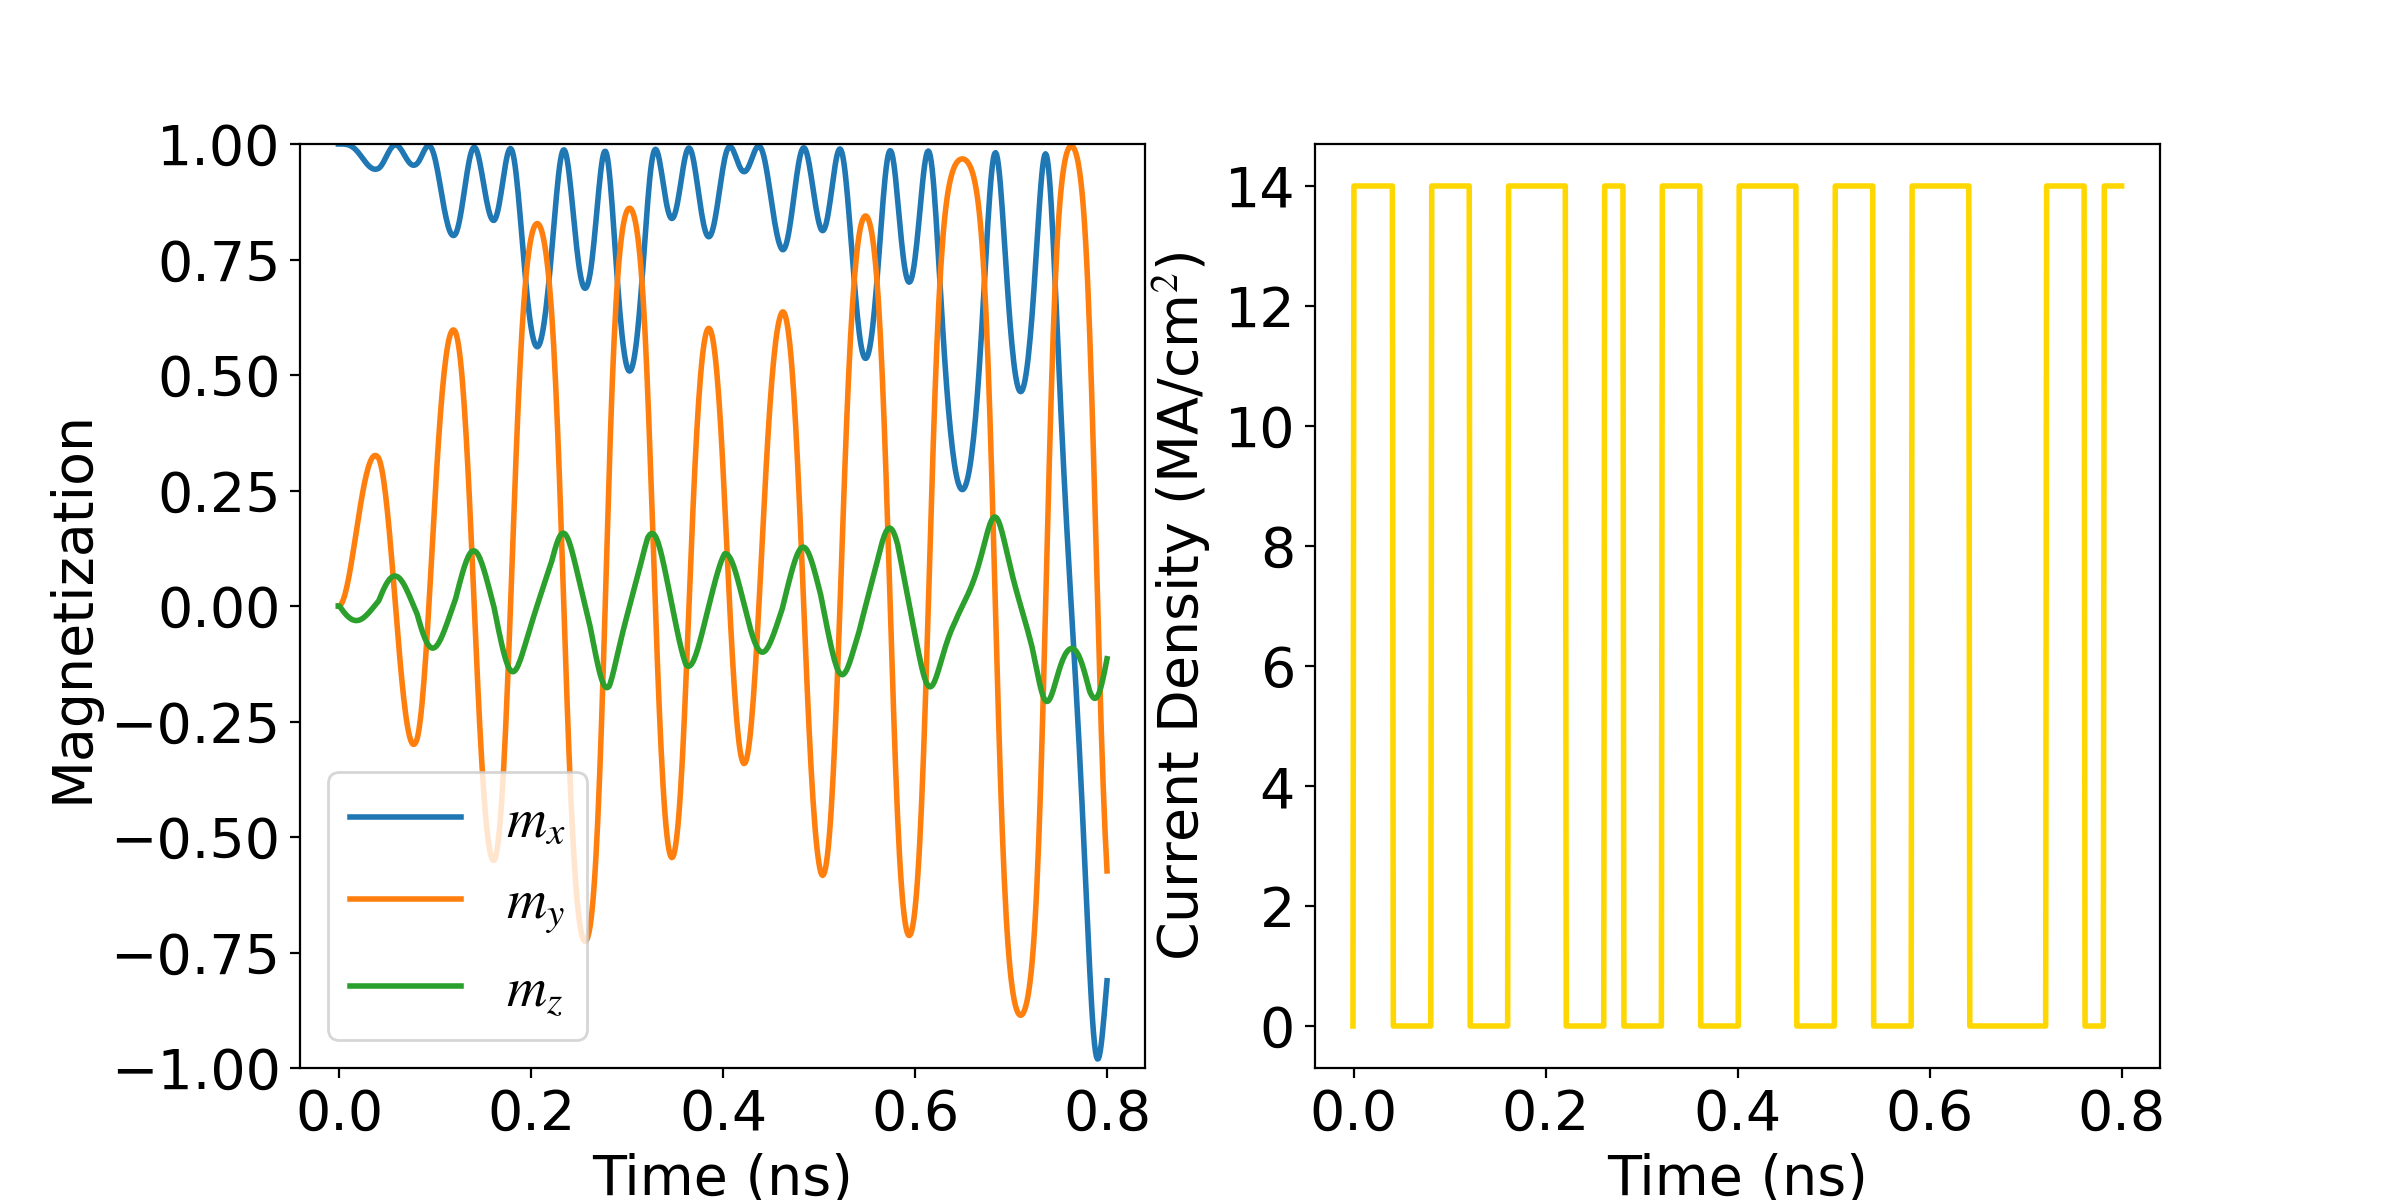 Magnetization
1.00
0.75
0.50
0.25
0.00
−0.25
−0.50
−0.75
−1.00
m_x
m_y
m_z
0.0 0.2 0.4 0.6 0.8
Time (ns)
Current Density (MA/cm²)
14
12
10
8
6
4
2
0
0.0 0.2 0.4 0.6 0.8
Time (ns)